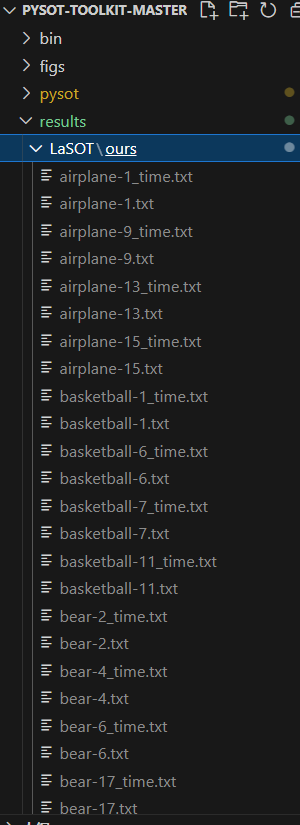 PYSOT-TOOLKIT-MASTER
bin
figs
pysot
results
LaSOT\ours
airplane-1_time.txt
airplane-1.txt
airplane-9_time.txt
airplane-9.txt
airplane-13_time.txt
airplane-13.txt
airplane-15_time.txt
airplane-15.txt
basketball-1_time.txt
basketball-1.txt
basketball-6_time.txt
basketball-6.txt
basketball-7_time.txt
basketball-7.txt
basketball-11_time.txt
basketball-11.txt
bear-2_time.txt
bear-2.txt
bear-4_time.txt
bear-4.txt
bear-6_time.txt
bear-6.txt
bear-17_time.txt
bear-17.txt